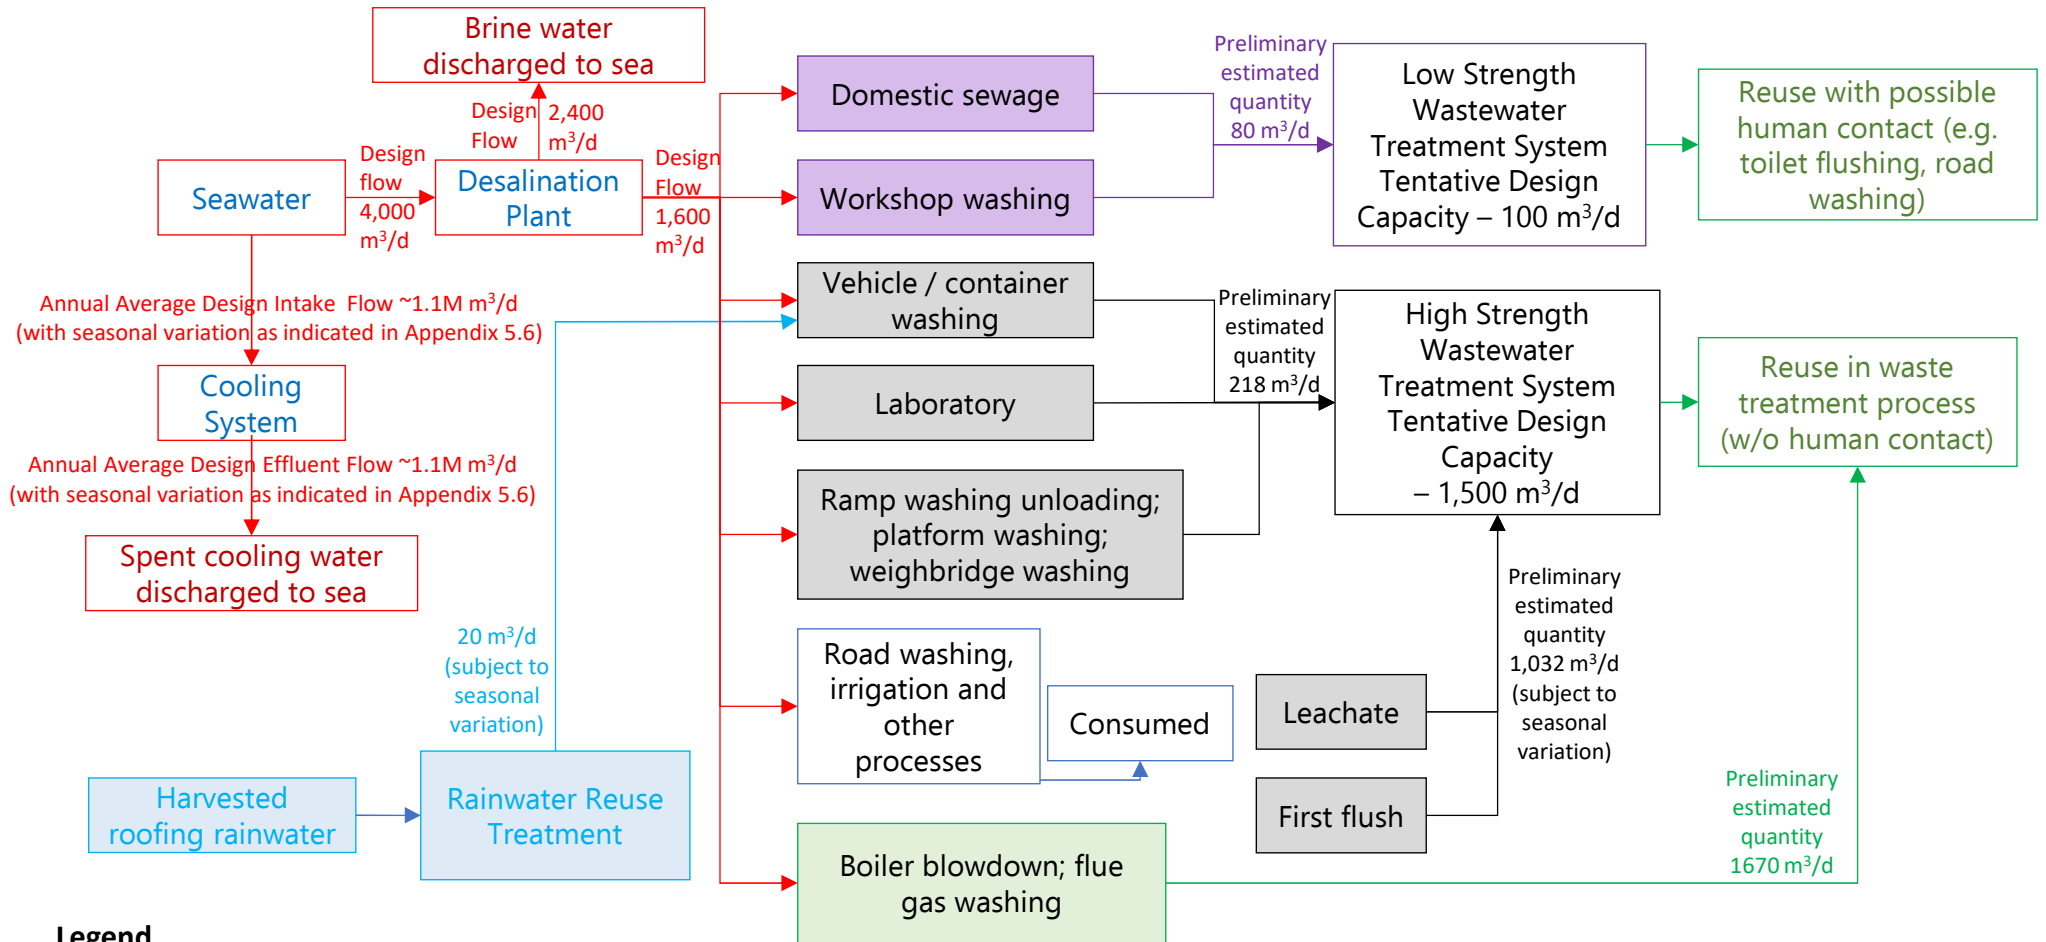 Brine water
discharged to sea
Design
Flow
2,400
m³/d
Seawater
Design
flow
4,000
m³/d
Desalination
Plant
Design
Flow
1,600
m³/d
Annual Average Design Intake Flow ~1.1M m³/d
(with seasonal variation as indicated in Appendix 5.6)
Cooling
System
Annual Average Design Effluent Flow ~1.1M m³/d
(with seasonal variation as indicated in Appendix 5.6)
Spent cooling water
discharged to sea
20 m³/d
(subject to
seasonal
variation)
Harvested
roofing rainwater
Rainwater Reuse
Treatment
Domestic sewage
Workshop washing
Vehicle / container
washing
Laboratory
Ramp washing unloading;
platform washing;
weighbridge washing
Road washing,
irrigation and
other
processes
Consumed
Boiler blowdown; flue
gas washing
Preliminary
estimated
quantity
80 m³/d
Low Strength
Wastewater
Treatment System
Tentative Design
Capacity – 100 m³/d
Reuse with possible
human contact (e.g.
toilet flushing, road
washing)
Preliminary
estimated
quantity
218 m³/d
High Strength
Wastewater
Treatment System
Tentative Design
Capacity
– 1,500 m³/d
Reuse in waste
treatment process
(w/o human contact)
Leachate
First flush
Preliminary
estimated
quantity
1,032 m³/d
(subject to
seasonal
variation)
Preliminary
estimated
quantity
1670 m³/d
Legend